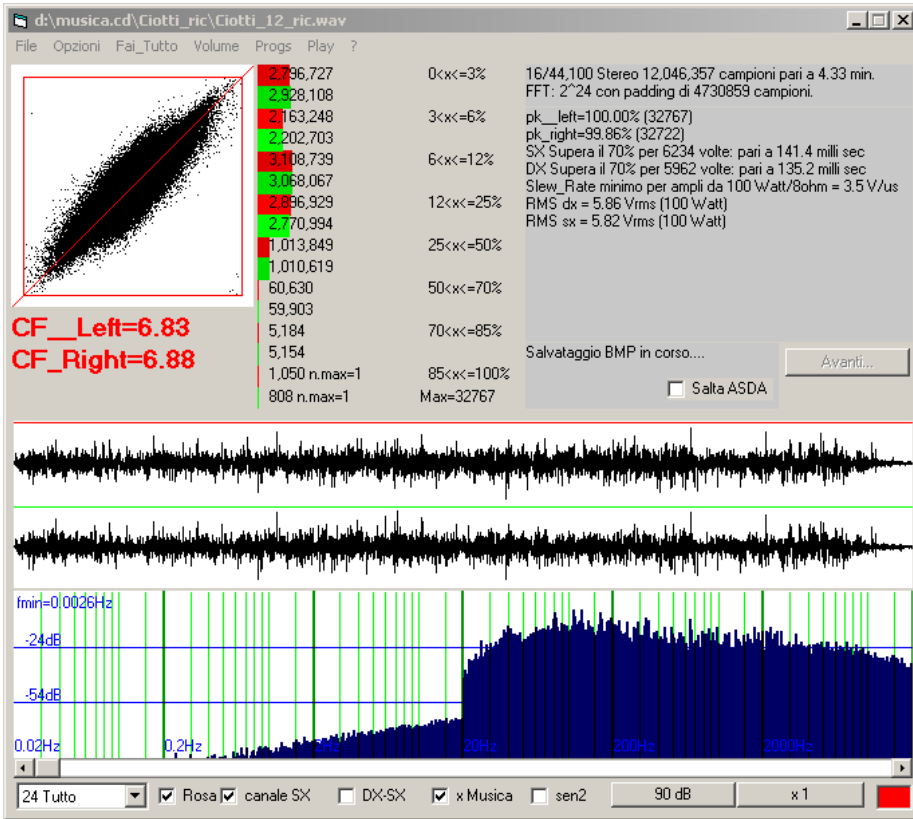 d:\musica.cd\Ciotti_ric\Ciotti_12_ric.wav
File Opzioni Fai_Tutto Volume Progs Play ?
2,796,727 0<x<=3%
2,928,108
2,163,248 3<x<=6%
2,202,703
3,108,739 6<x<=12%
3,068,067
2,896,929 12<x<=25%
2,770,994
1,013,849 25<x<=50%
1,010,619
60,630 50<x<=70%
59,903
5,184 70<x<=85%
5,154
1,050 n.max=1 85<x<=100%
808 n.max=1 Max=32767
CF__Left=6.83
CF_Right=6.88
16/44,100 Stereo 12,046,357 campioni pari a 4.33 min.
FFT: 2^24 con padding di 4730859 campioni.
pk__left=100.00% (32767)
pk_right=99.86% (32722)
SX Supera il 70% per 6234 volte: pari a 141.4 milli sec
DX Supera il 70% per 5962 volte: pari a 135.2 milli sec
Slew_Rate minimo per ampli da 100 Watt/8ohm = 3.5 V/us
RMS dx = 5.86 Vrms (100 Watt)
RMS sx = 5.82 Vrms (100 Watt)
Salvataggio BMP in corso....
Avanti...
Salta ASDA
fmin=0.0026Hz
-24dB
-54dB
0.02Hz 0.2Hz 2Hz 20Hz 200Hz 2000Hz
24 Tutto Rosa canale SX DX-SX x Musica sen2 90 dB x 1